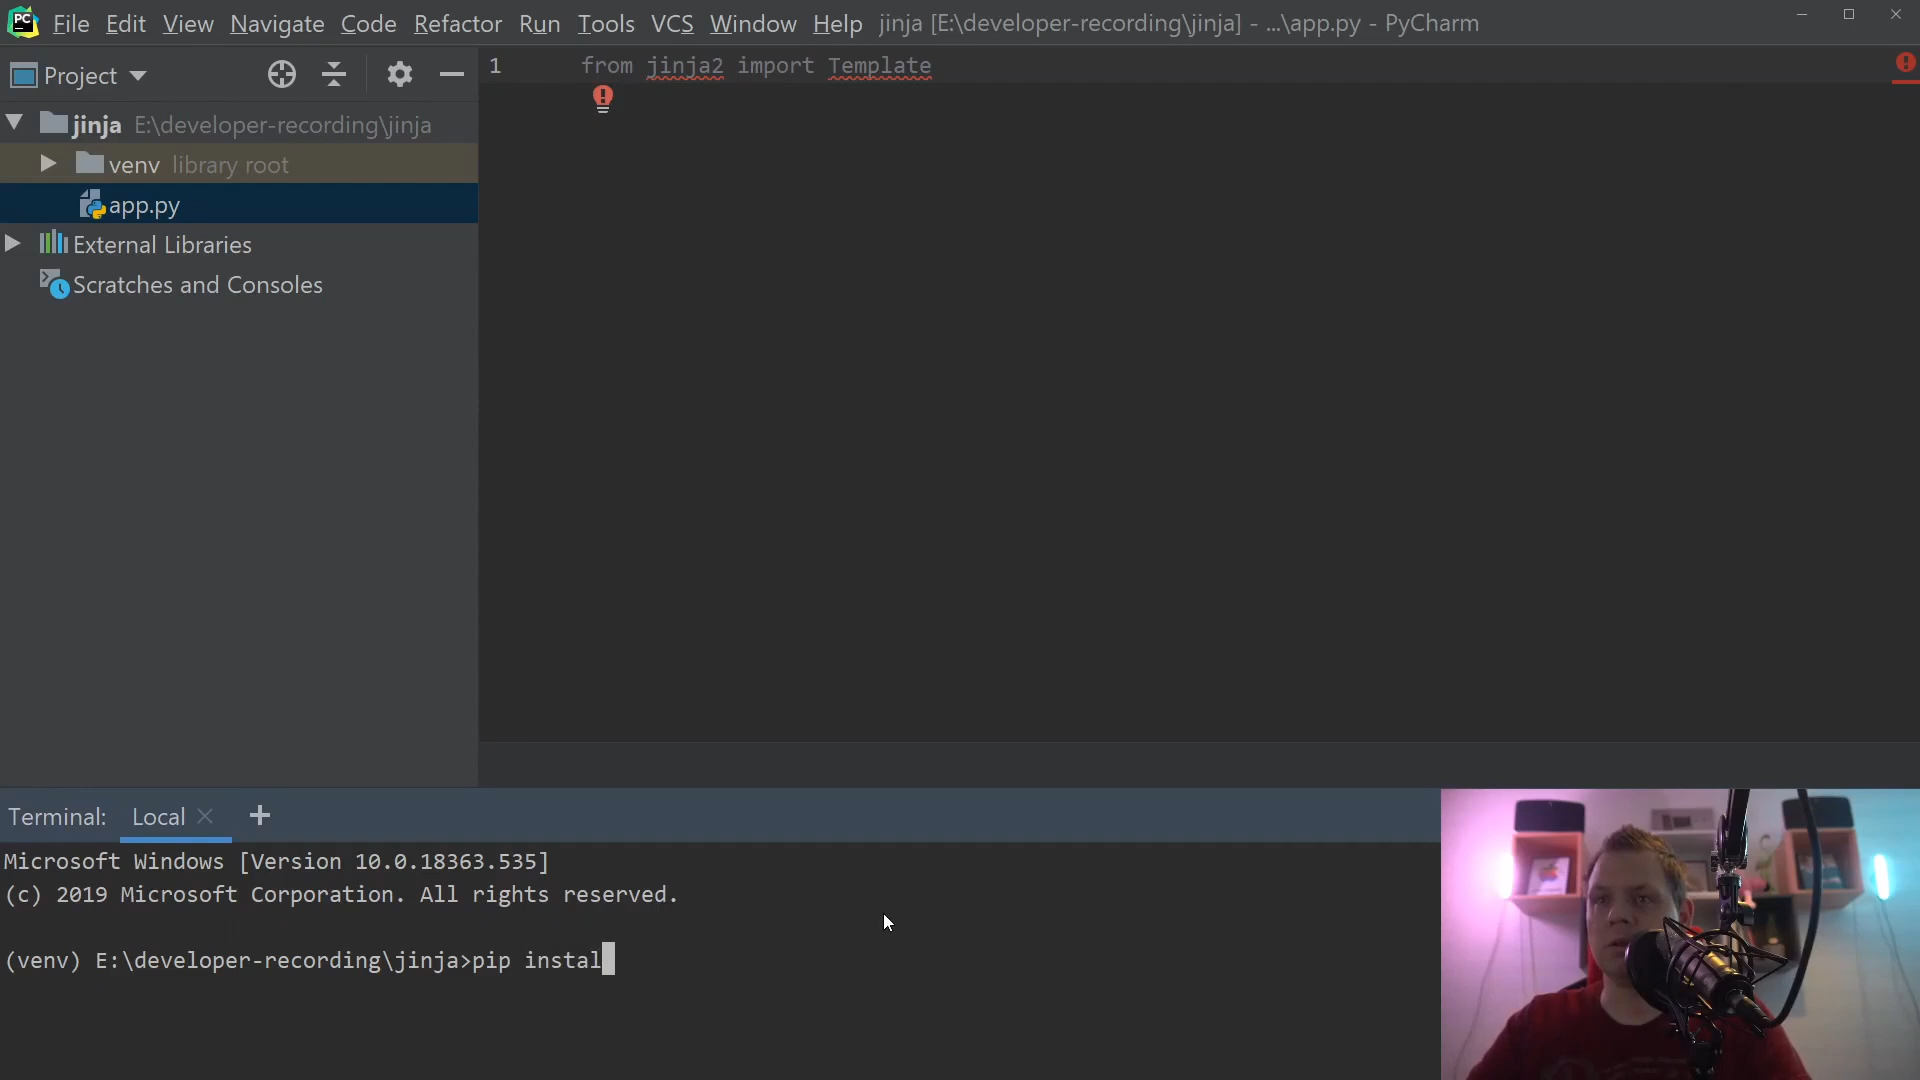 PC File Edit View Navigate Code Refactor Run Tools VCS Window Help jinja [E:\developer-recording\jinja] - ...\app.py - PyCharm
Project
1 from jinja2 import Template
jinja E:\developer-recording\jinja
venv library root
app.py
External Libraries
Scratches and Consoles
Terminal: Local
Microsoft Windows [Version 10.0.18363.535]
(c) 2019 Microsoft Corporation. All rights reserved.
(venv) E:\developer-recording\jinja>pip instal